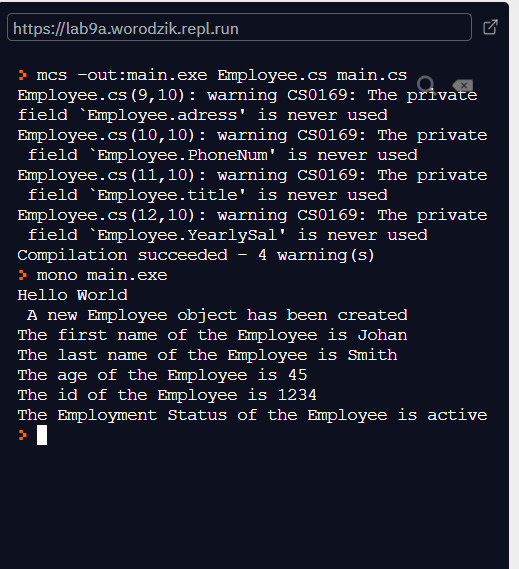 https://lab9a.worodzik.repl.run
> mcs -out:main.exe Employee.cs main.cs
Employee.cs(9,10): warning CS0169: The private
field `Employee.adress' is never used
Employee.cs(10,10): warning CS0169: The private
 field `Employee.PhoneNum' is never used
Employee.cs(11,10): warning CS0169: The private
 field `Employee.title' is never used
Employee.cs(12,10): warning CS0169: The private
 field `Employee.YearlySal' is never used
Compilation succeeded - 4 warning(s)
> mono main.exe
Hello World
 A new Employee object has been created
The first name of the Employee is Johan
The last name of the Employee is Smith
The age of the Employee is 45
The id of the Employee is 1234
The Employment Status of the Employee is active
>